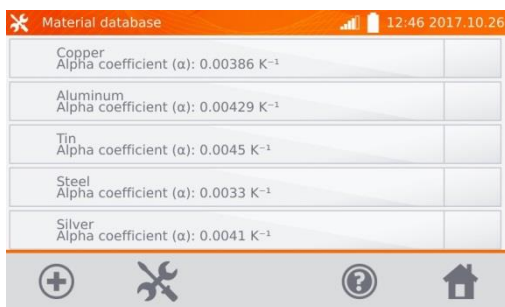 Material database
12:46 2017.10.26
Copper
Alpha coefficient (α): 0.00386 K⁻¹
Aluminum
Alpha coefficient (α): 0.00429 K⁻¹
Tin
Alpha coefficient (α): 0.0045 K⁻¹
Steel
Alpha coefficient (α): 0.0033 K⁻¹
Silver
Alpha coefficient (α): 0.0041 K⁻¹
?